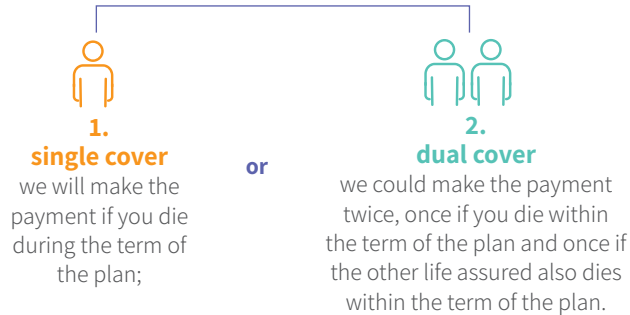 1.
single cover
we will make the
payment if you die
during the term of
the plan;
or
2.
dual cover
we could make the payment
twice, once if you die within
the term of the plan and once if
the other life assured also dies
within the term of the plan.